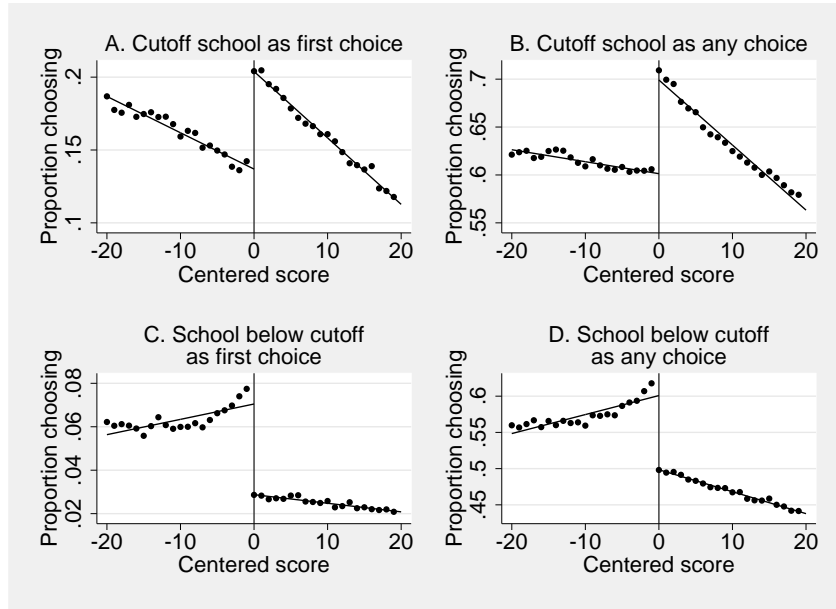 A. Cutoff school as first choice
Proportion choosing
.2
.15
.1
-20 -10 0 10 20
Centered score
B. Cutoff school as any choice
Proportion choosing
.7
.65
.6
.55
-20 -10 0 10 20
Centered score
C. School below cutoff
as first choice
Proportion choosing
.08
.06
.04
.02
-20 -10 0 10 20
Centered score
D. School below cutoff
as any choice
Proportion choosing
.6
.55
.5
.45
-20 -10 0 10 20
Centered score